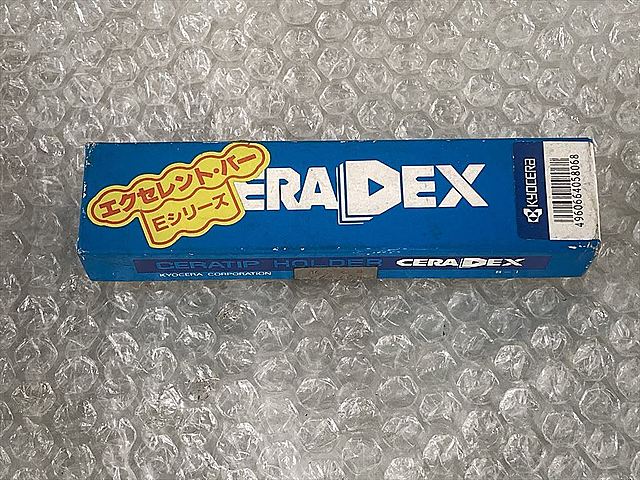 エクセレント・バー
Eシリーズ
ERADEX
KYOCERA
4960664058068
CERATIP HOLDER CERADEX
KYOCERA CORPORATION